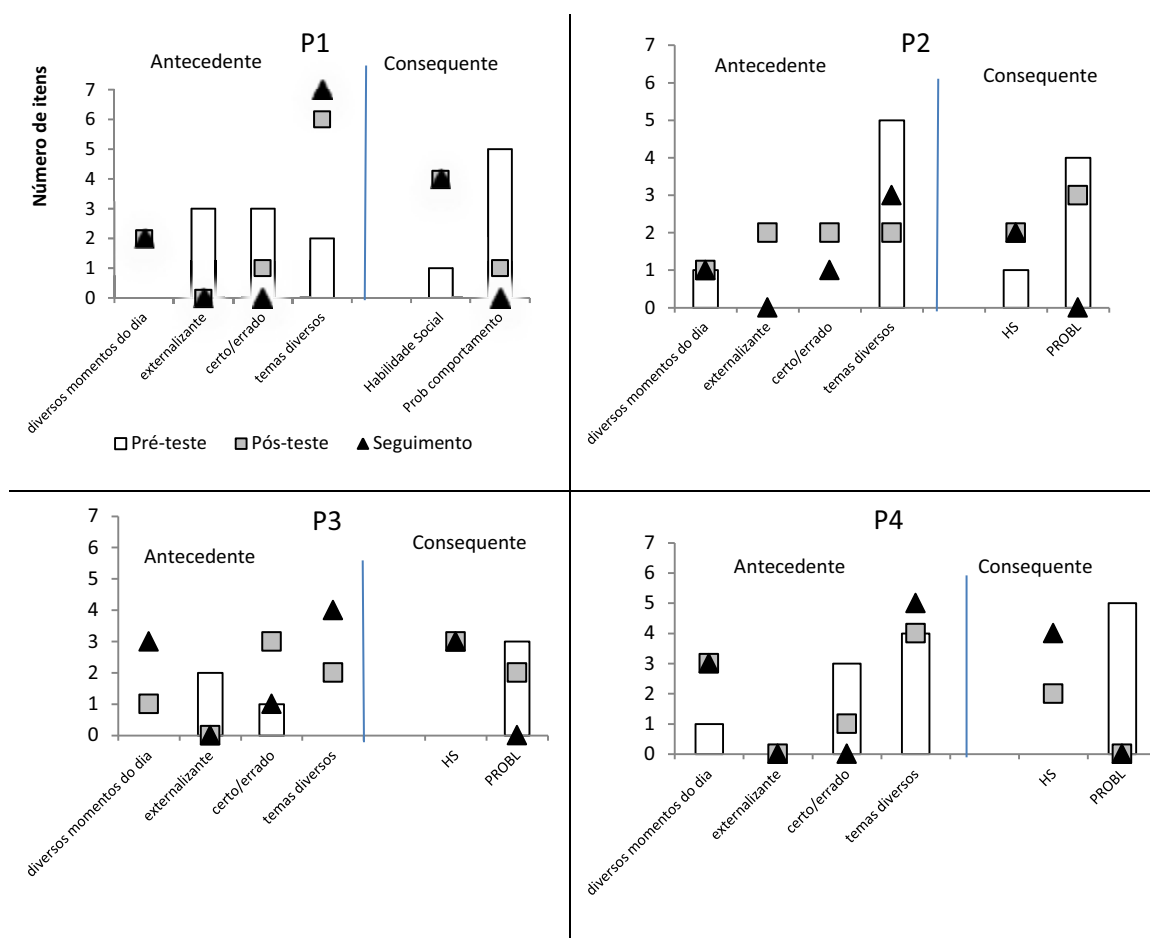 P1
Antecedente
Consequente
Número de itens
7
6
5
4
3
2
1
0
diversos momentos do dia
externalizante
certo/errado
temas diversos
Habilidade Social
Prob comportamento
Pré-teste
Pós-teste
Seguimento
P2
Antecedente
Consequente
7
6
5
4
3
2
1
0
diversos momentos do dia
externalizante
certo/errado
temas diversos
HS
PROBL
P3
Antecedente
Consequente
7
6
5
4
3
2
1
0
diversos momentos do dia
externalizante
certo/errado
temas diversos
HS
PROBL
P4
Antecedente
Consequente
7
6
5
4
3
2
1
0
diversos momentos do dia
externalizante
certo/errado
temas diversos
HS
PROBL